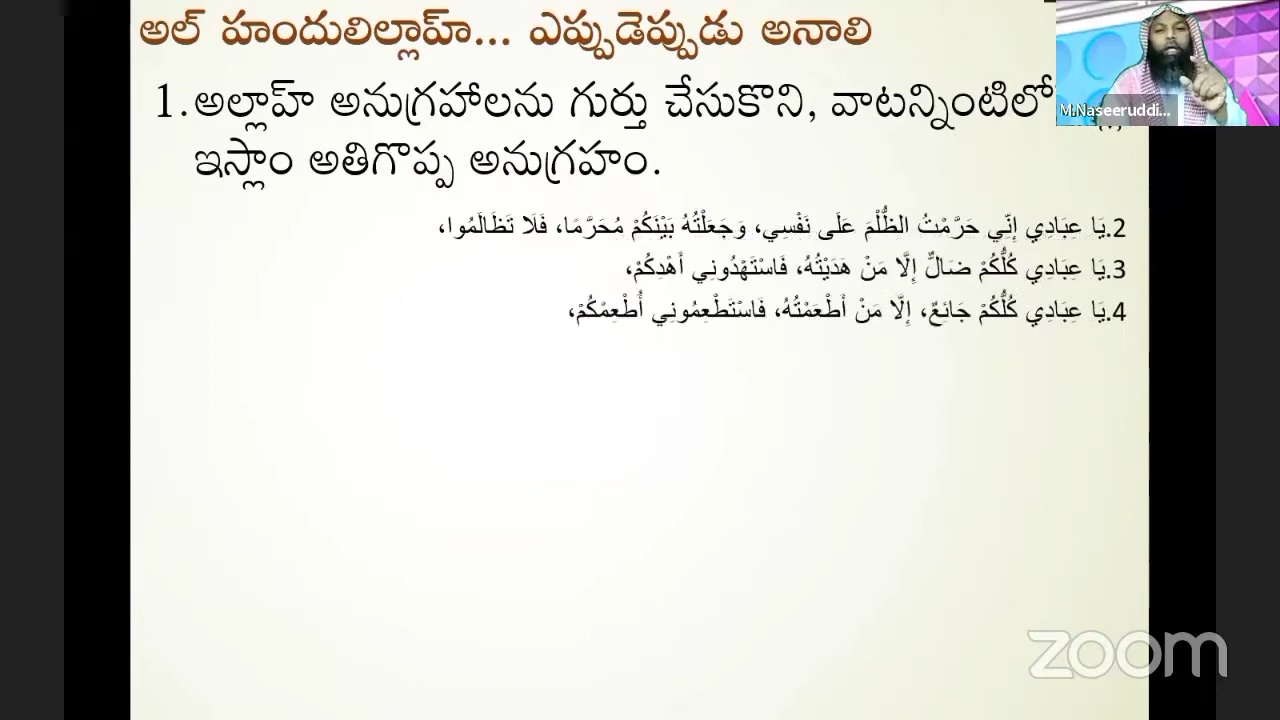 అల్ హందులిల్లాహ్... ఎప్పుడెప్పుడు అనాలి
1. అల్లాహ్ అనుగ్రహాలను గుర్తు చేసుకొని, వాటన్నింటిలో
ఇస్లాం అతిగొప్ప అనుగ్రహం.
2. يَا عِبَادِي إِنِّي حَرَّمْتُ الظُّلْمَ عَلَى نَفْسِي، وَجَعَلْتُهُ بَيْنَكُمْ مُحَرَّمًا، فَلَا تَظَالَمُوا،
3. يَا عِبَادِي كُلُّكُمْ ضَالٌّ إِلَّا مَنْ هَدَيْتُهُ، فَاسْتَهْدُونِي أَهْدِكُمْ،
4. يَا عِبَادِي كُلُّكُمْ جَائِعٌ، إِلَّا مَنْ أَطْعَمْتُهُ، فَاسْتَطْعِمُونِي أُطْعِمْكُمْ،
M.Naseeruddi...
zoom